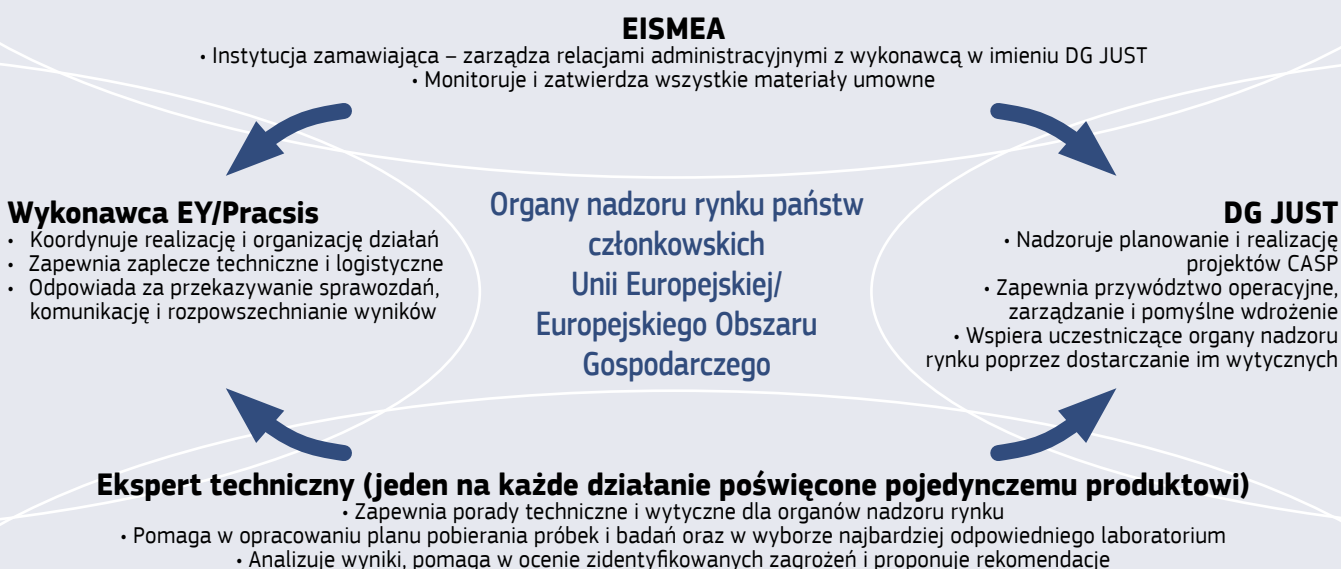 EISMEA
• Instytucja zamawiająca – zarządza relacjami administracyjnymi z wykonawcą w imieniu DG JUST
• Monitoruje i zatwierdza wszystkie materiały umowne
Wykonawca EY/Pracsis
• Koordynuje realizację i organizację działań
• Zapewnia zaplecze techniczne i logistyczne
• Odpowiada za przekazywanie sprawozdań,
komunikację i rozpowszechnianie wyników
Organy nadzoru rynku państw
członkowskich
Unii Europejskiej/
Europejskiego Obszaru
Gospodarczego
DG JUST
• Nadzoruje planowanie i realizację
projektów CASP
• Zapewnia przywództwo operacyjne,
zarządzanie i pomyślne wdrożenie
• Wspiera uczestniczące organy nadzoru
rynku poprzez dostarczanie im wytycznych
Ekspert techniczny (jeden na każde działanie poświęcone pojedynczemu produktowi)
• Zapewnia porady techniczne i wytyczne dla organów nadzoru rynku
• Pomaga w opracowaniu planu pobierania próbek i badań oraz w wyborze najbardziej odpowiedniego laboratorium
• Analizuje wyniki, pomaga w ocenie zidentyfikowanych zagrożeń i proponuje rekomendacje